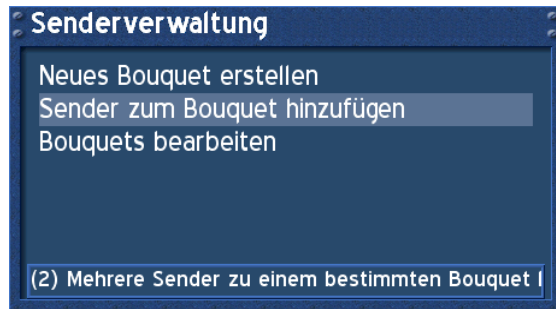 Senderverwaltung
Neues Bouquet erstellen
Sender zum Bouquet hinzufügen
Bouquets bearbeiten
(2) Mehrere Sender zu einem bestimmten Bouquet